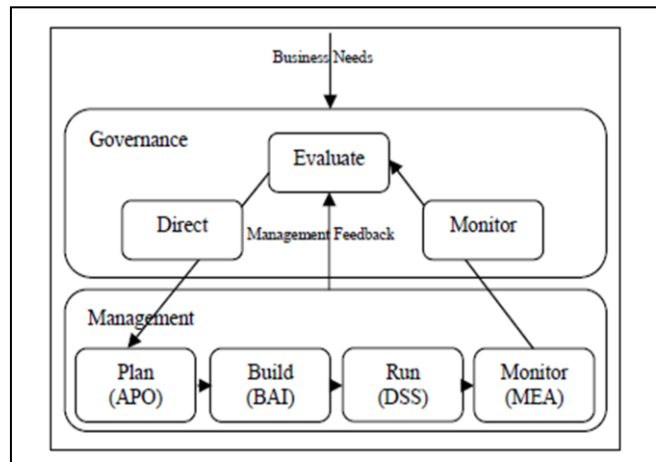 Business Needs
Governance
Evaluate
Direct
Management Feedback
Monitor
Management
Plan
(APO)
Build
(BAI)
Run
(DSS)
Monitor
(MEA)